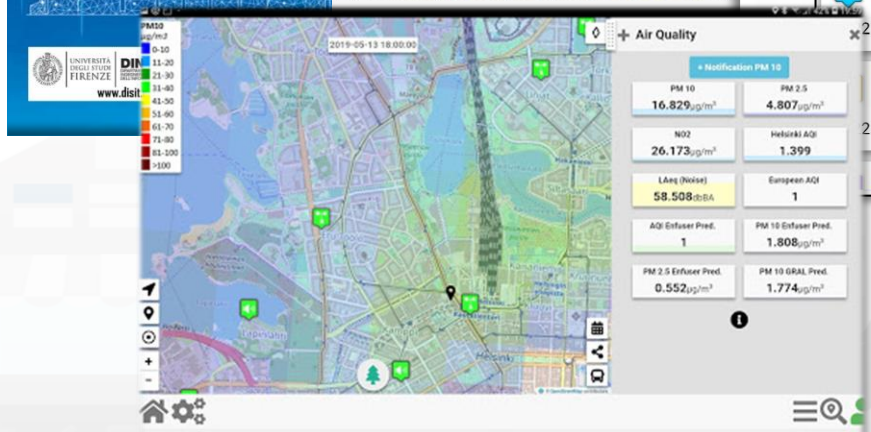 UNIVERSITÀ
DEGLI STUDI
FIRENZE
DIN
www.disit
PM10
µg/m3
0-10
11-20
21-30
31-40
41-50
51-60
61-70
71-80
81-100
>100
2019-05-13 18:00:00
Helsinki
+
−
Air Quality
+ Notification PM 10
PM 10
16.829µg/m³
PM 2.5
4.807µg/m³
NO2
26.173µg/m³
Helsinki AQI
1.399
LAeq (Noise)
58.508dbBA
European AQI
1
AQI Enfuser Pred.
1
PM 10 Enfuser Pred.
1.808µg/m³
PM 2.5 Enfuser Pred.
0.552µg/m³
PM 10 GRAL Pred.
1.774µg/m³
2
2